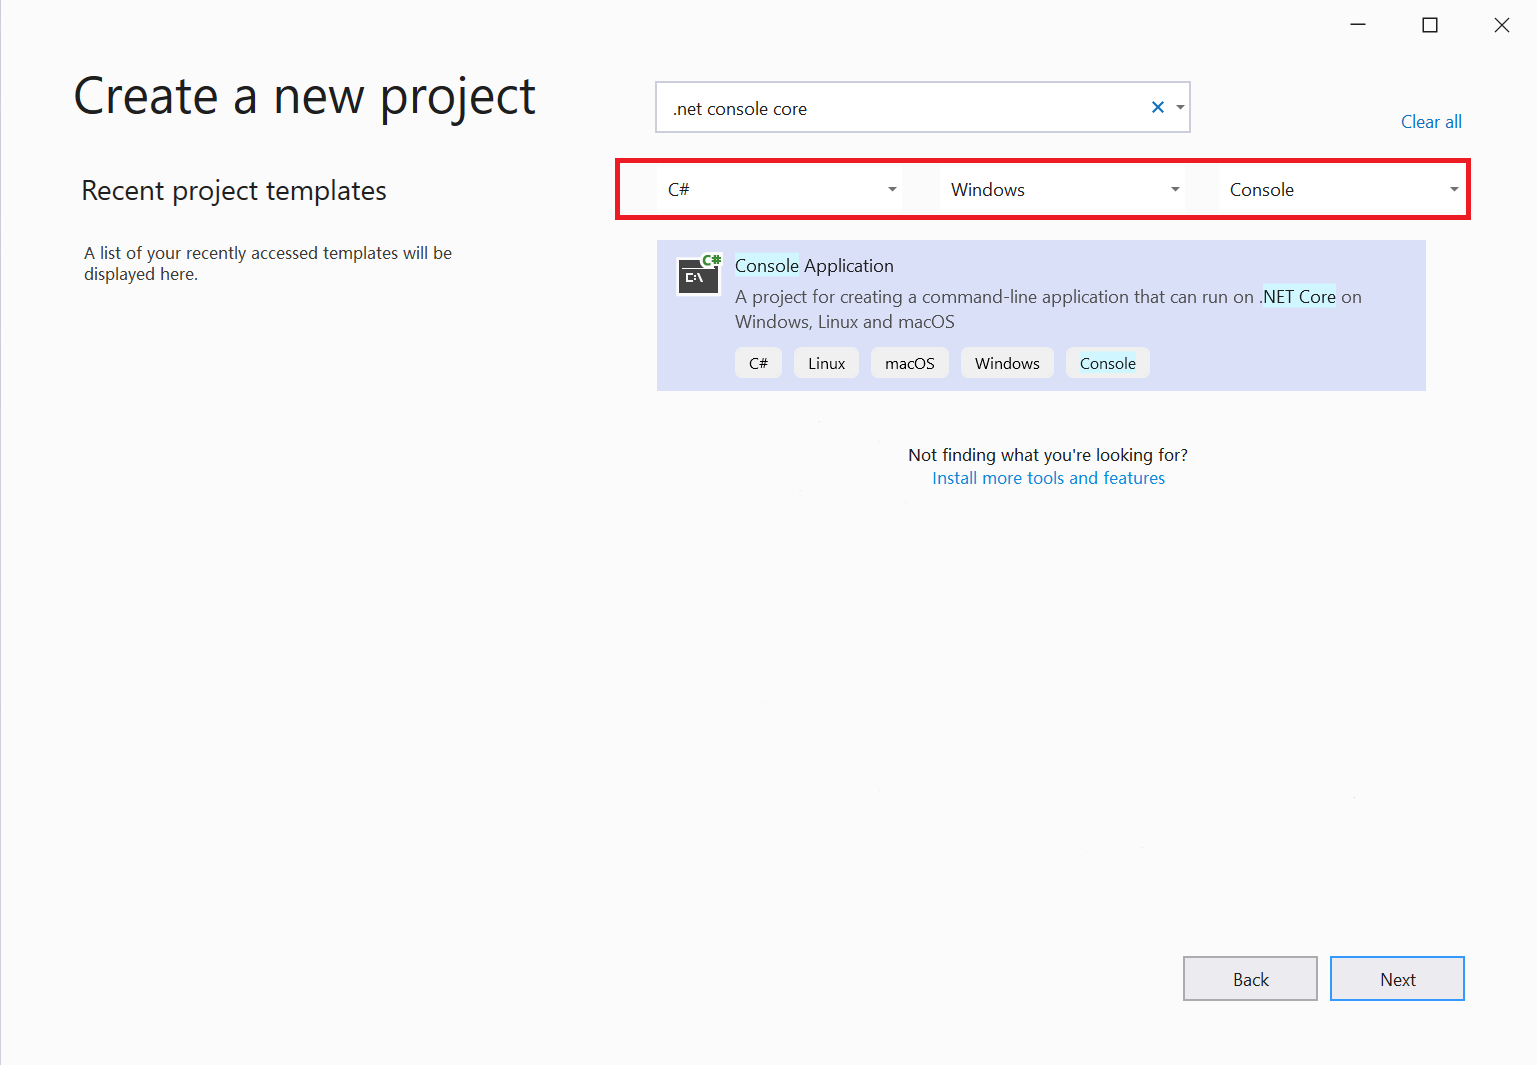 Create a new project
.net console core
Clear all
Recent project templates
C# Windows Console
A list of your recently accessed templates will be
displayed here.
C#
C:\
Console Application
A project for creating a command-line application that can run on .NET Core on
Windows, Linux and macOS
C# Linux macOS Windows Console
Not finding what you're looking for?
Install more tools and features
Back Next